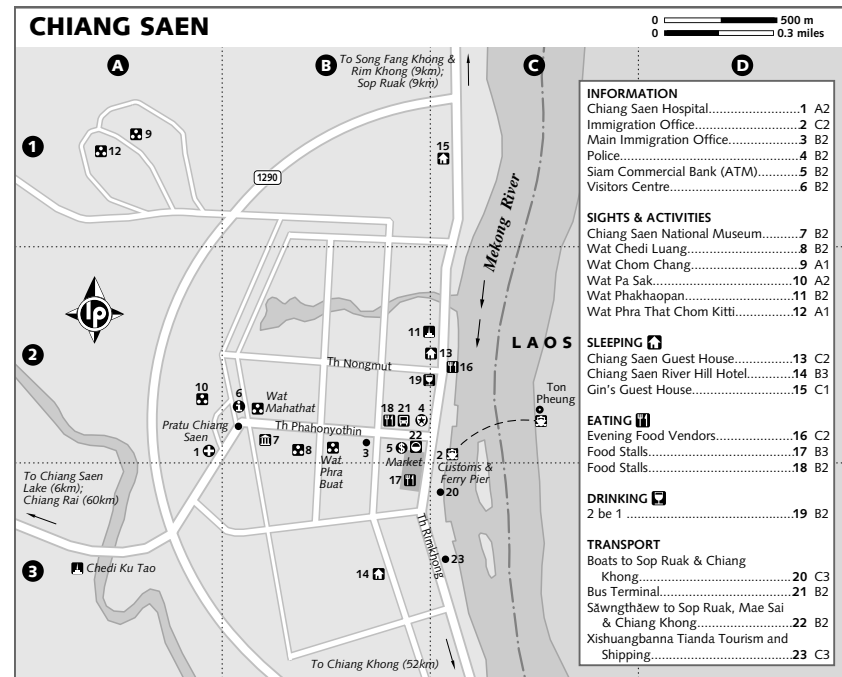 CHIANG SAEN
0 500 m
0 0.3 miles
A
B
C
D
1
2
3
To Song Fang Khong &
Rim Khong (9km);
Sop Ruak (9km)
9
12
15
1290
Mekong River
lp
11
13
LAOS
Th Nongmut
16
19
10
6
Wat
Mahathat
18 21 4
Ton
Pheung
Pratu Chiang
Saen
Th Phahonyothin
22
1
7
8
Wat
Phra
Buat
3
5
$
Market
2
Customs &
Ferry Pier
17
20
To Chiang Saen
Lake (6km);
Chiang Rai (60km)
Th Rimkhong
23
Chedi Ku Tao
14
To Chiang Khong (52km)
INFORMATION
Chiang Saen Hospital.....................1 A2
Immigration Office........................2 C2
Main Immigration Office...............3 B2
Police............................................4 B2
Siam Commercial Bank (ATM)......5 B2
Visitors Centre..............................6 B2
SIGHTS & ACTIVITIES
Chiang Saen National Museum......7 B2
Wat Chedi Luang..........................8 B2
Wat Chom Chang.........................9 A1
Wat Pa Sak.................................10 A2
Wat Phakhaopan........................11 B2
Wat Phra That Chom Kitti..........12 A1
SLEEPING
Chiang Saen Guest House..........13 C2
Chiang Saen River Hill Hotel.......14 B3
Gin's Guest House......................15 C1
EATING
Evening Food Vendors................16 C2
Food Stalls..................................17 B3
Food Stalls..................................18 B2
DRINKING
2 be 1 ........................................19 B2
TRANSPORT
Boats to Sop Ruak & Chiang
Khong....................................20 C3
Bus Terminal..............................21 B2
Săwngthăew to Sop Ruak, Mae Sai
& Chiang Khong....................22 B2
Xishuangbanna Tianda Tourism and
Shipping................................23 C3